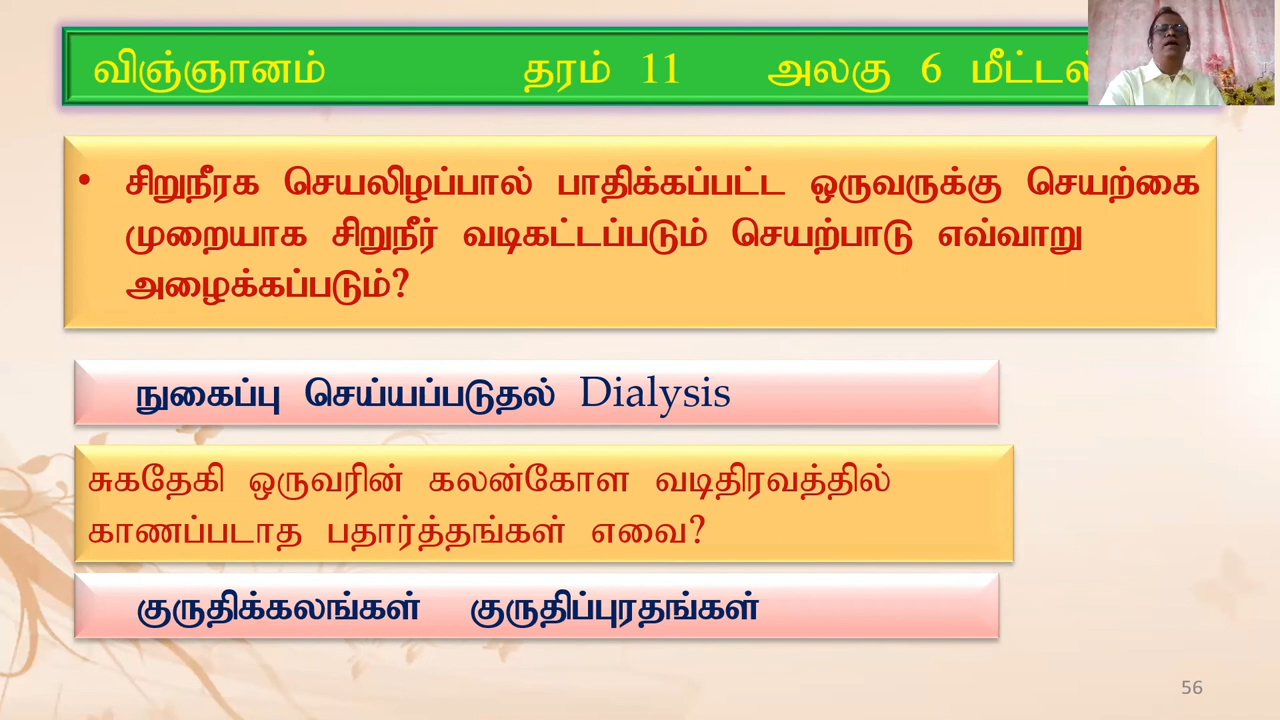 விஞ்ஞானம் தரம் 11 அலகு 6 மீட்டல்
• சிறுநீரக செயலிழப்பால் பாதிக்கப்பட்ட ஒருவருக்கு செயற்கை
முறையாக சிறுநீர் வடிகட்டப்படும் செயற்பாடு எவ்வாறு
அழைக்கப்படும்?
நுகைப்பு செய்யப்படுதல் Dialysis
சுகதேகி ஒருவரின் கலன்கோள வடிதிரவத்தில்
காணப்படாத பதார்த்தங்கள் எவை?
குருதிக்கலங்கள் குருதிப்புரதங்கள்
56